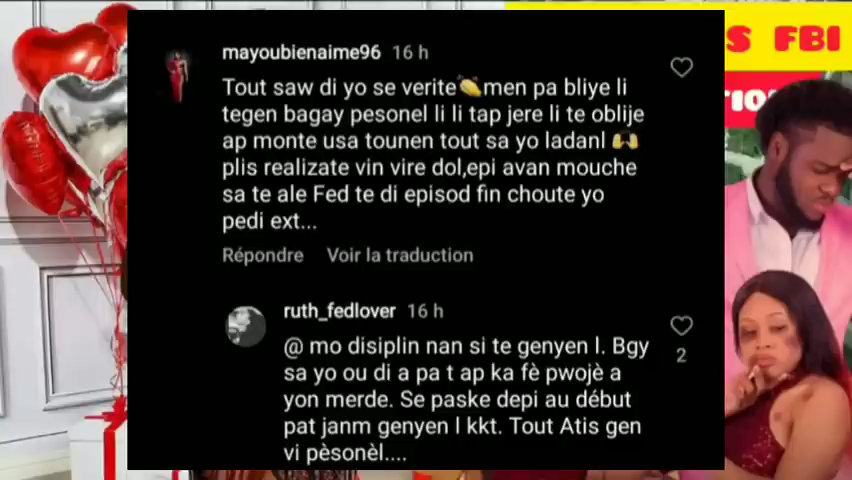 S FBI
TIO
mayoubienaime96 16 h
Tout saw di yo se verite👏men pa bliye li
tegen bagay pesonel li li tap jere li te oblije
ap monte usa tounen tout sa yo ladanl 🙌
plis realizate vin vire dol,epi avan mouche
sa te ale Fed te di episod fin choute yo
pedi ext...
Répondre Voir la traduction
ruth_fedlover 16 h
@ mo disiplin nan si te genyen l. Bgy
sa yo ou di a pa t ap ka fè pwojè a
yon merde. Se paske depi au début
pat janm genyen l kkt. Tout Atis gen
vi pèsonèl....
2